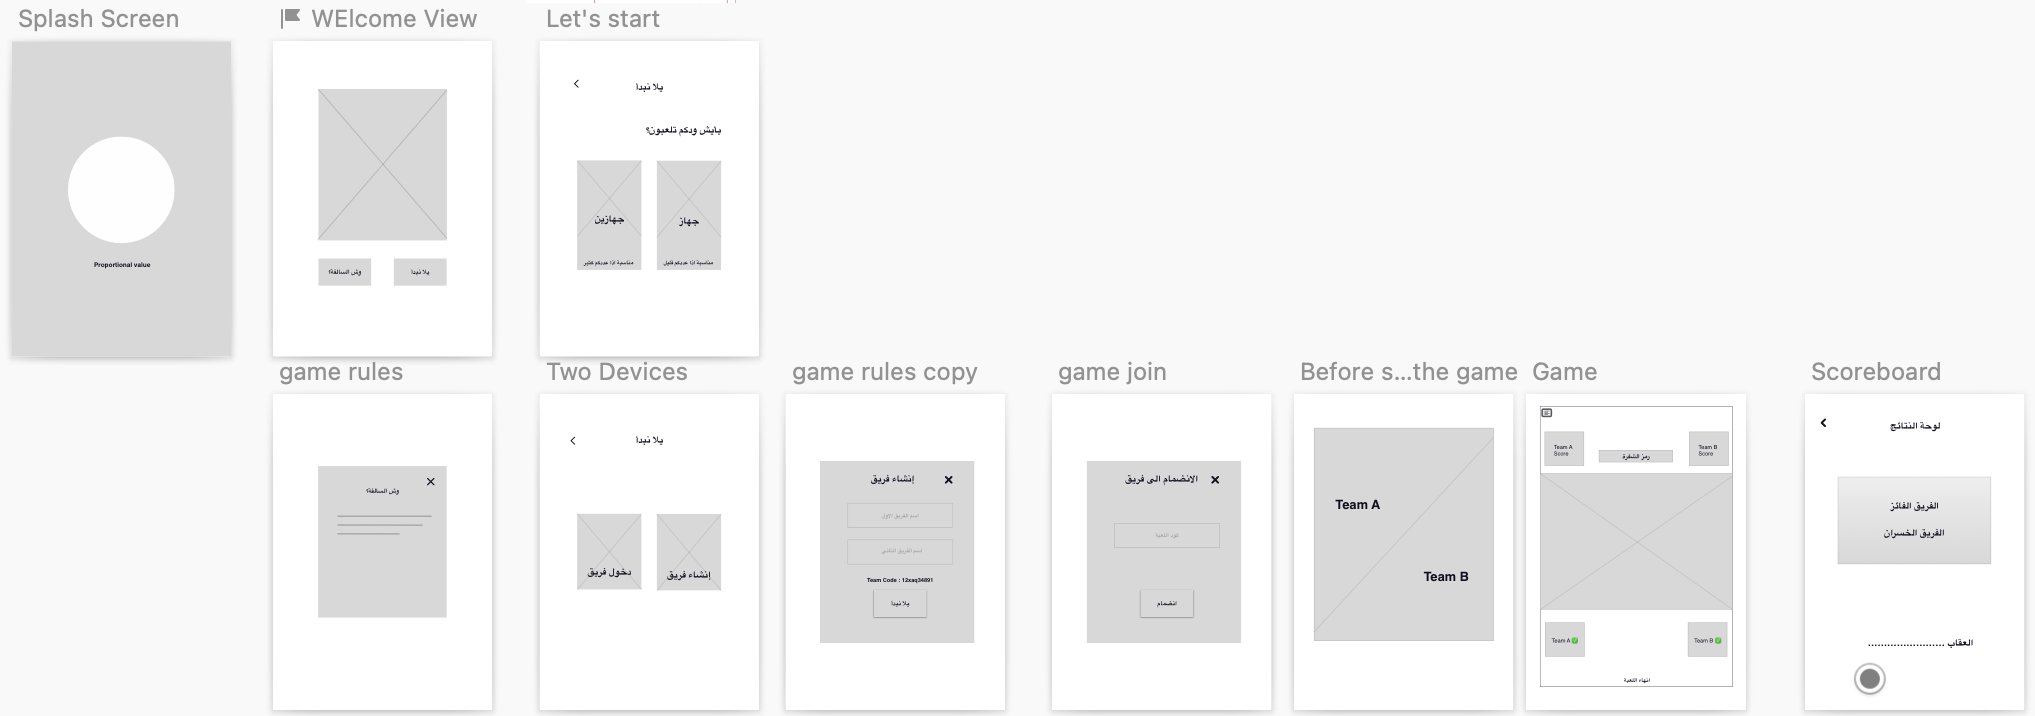 Splash Screen
WElcome View
Let's start
Proportional value
يلا نبدا
وش السالفة؟
يلا نبدا
بايش ودكم تلعبون؟
جهاز
جهازين
مناسبة اذا عددكم قليل
مناسبة اذا عددكم كثير
game rules
Two Devices
game rules copy
game join
Before s...the game
Game
Scoreboard
وش السالفة؟
يلا نبدا
إنشاء فريق
دخول فريق
إنشاء فريق
اسم الفريق الاول
اسم الفريق الثاني
Team Code : 12xaq34891
يلا نبدا
الانضمام الى فريق
كود اللعبة
انضمام
Team A
Team B
Team A
Score
رمز الشفرة
Team B
Score
Team A ✅
Team B ✅
انهاء اللعبة
لوحة النتائج
الفريق الفائز
الفريق الخسران
العقاب ........................